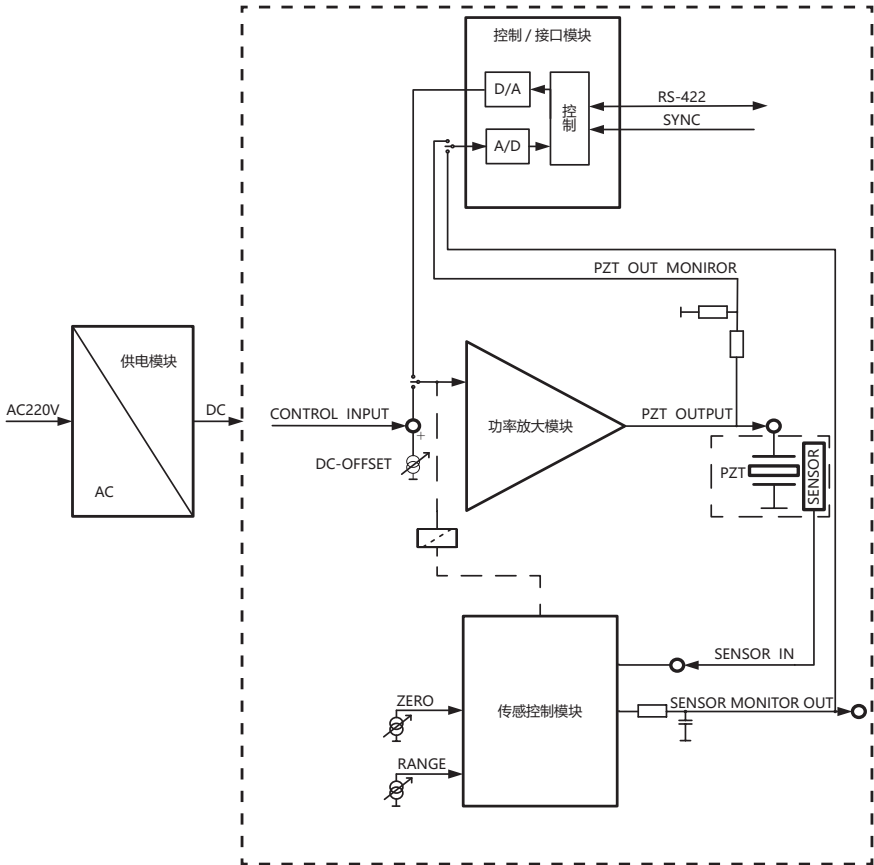 控制 / 接口模块
D/A
控制
A/D
RS-422
SYNC
PZT OUT MONIROR
供电模块
AC220V
DC
AC
CONTROL INPUT
+
DC-OFFSET
功率放大模块
PZT OUTPUT
PZT
SENSOR
SENSOR IN
ZERO
传感控制模块
SENSOR MONITOR OUT
RANGE